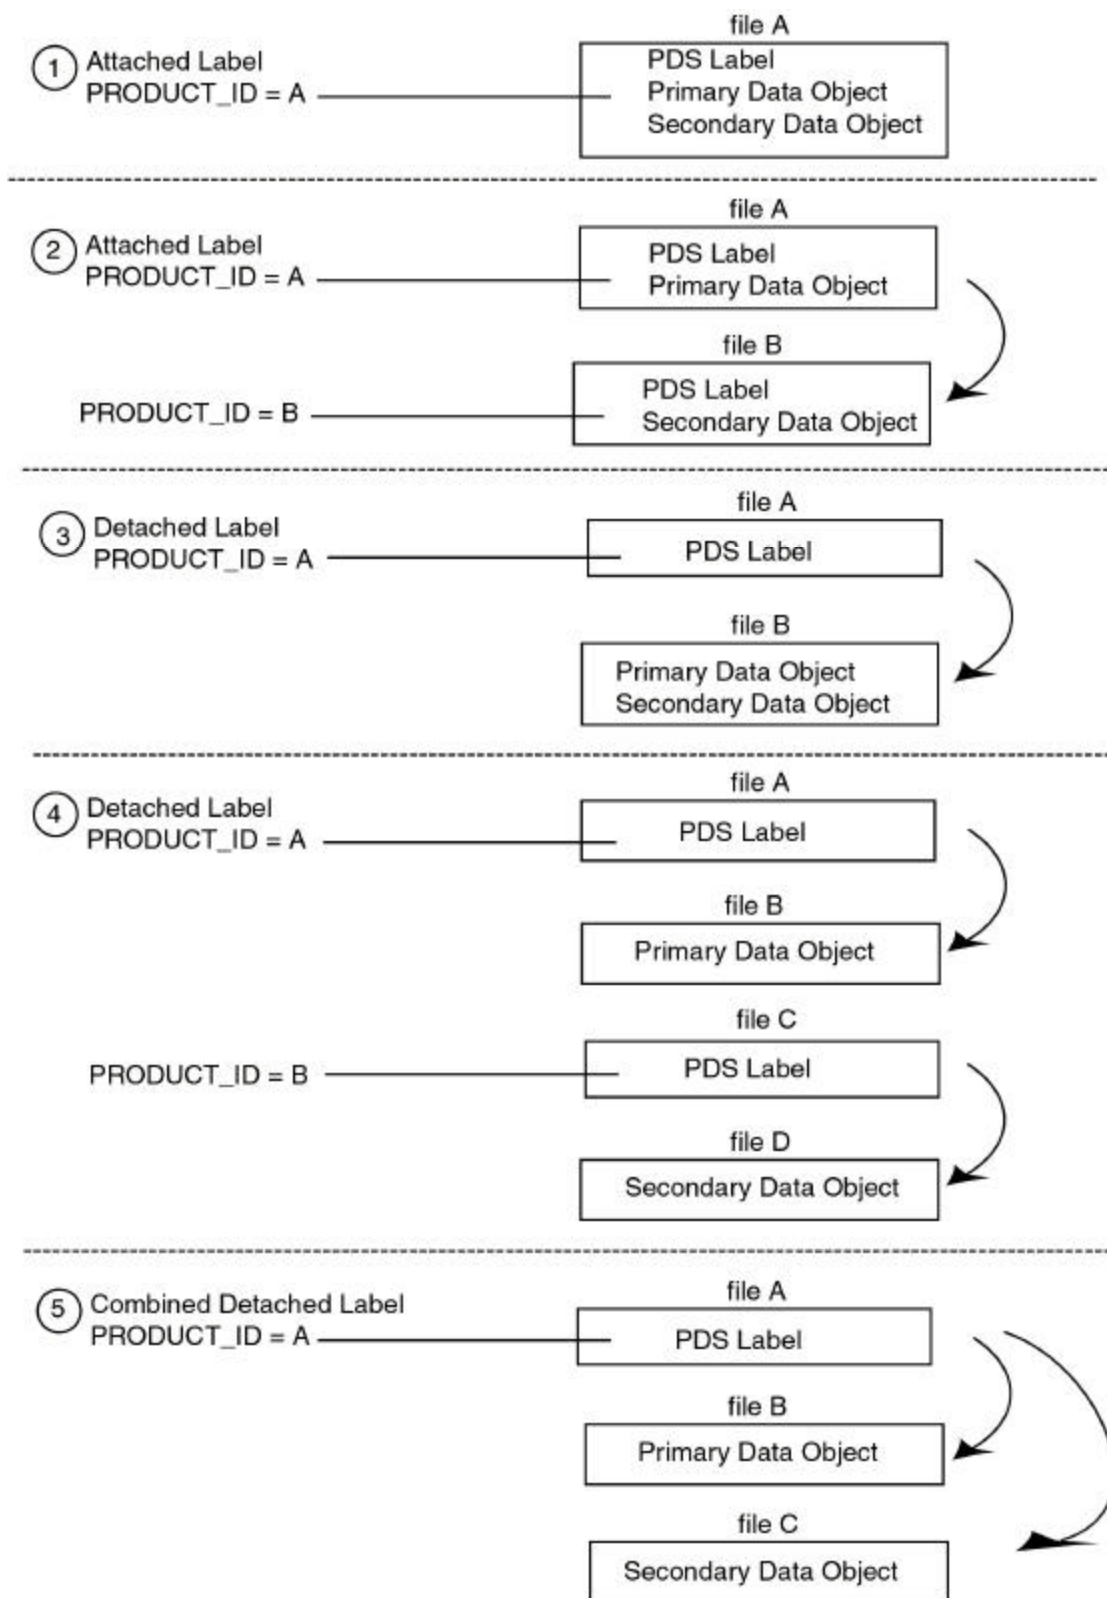 file A
1 Attached Label
PRODUCT_ID = A
PDS Label
Primary Data Object
Secondary Data Object
file A
2 Attached Label
PRODUCT_ID = A
PDS Label
Primary Data Object
file B
PRODUCT_ID = B
PDS Label
Secondary Data Object
file A
3 Detached Label
PRODUCT_ID = A
PDS Label
file B
Primary Data Object
Secondary Data Object
file A
4 Detached Label
PRODUCT_ID = A
PDS Label
file B
Primary Data Object
file C
PRODUCT_ID = B
PDS Label
file D
Secondary Data Object
file A
5 Combined Detached Label
PRODUCT_ID = A
PDS Label
file B
Primary Data Object
file C
Secondary Data Object